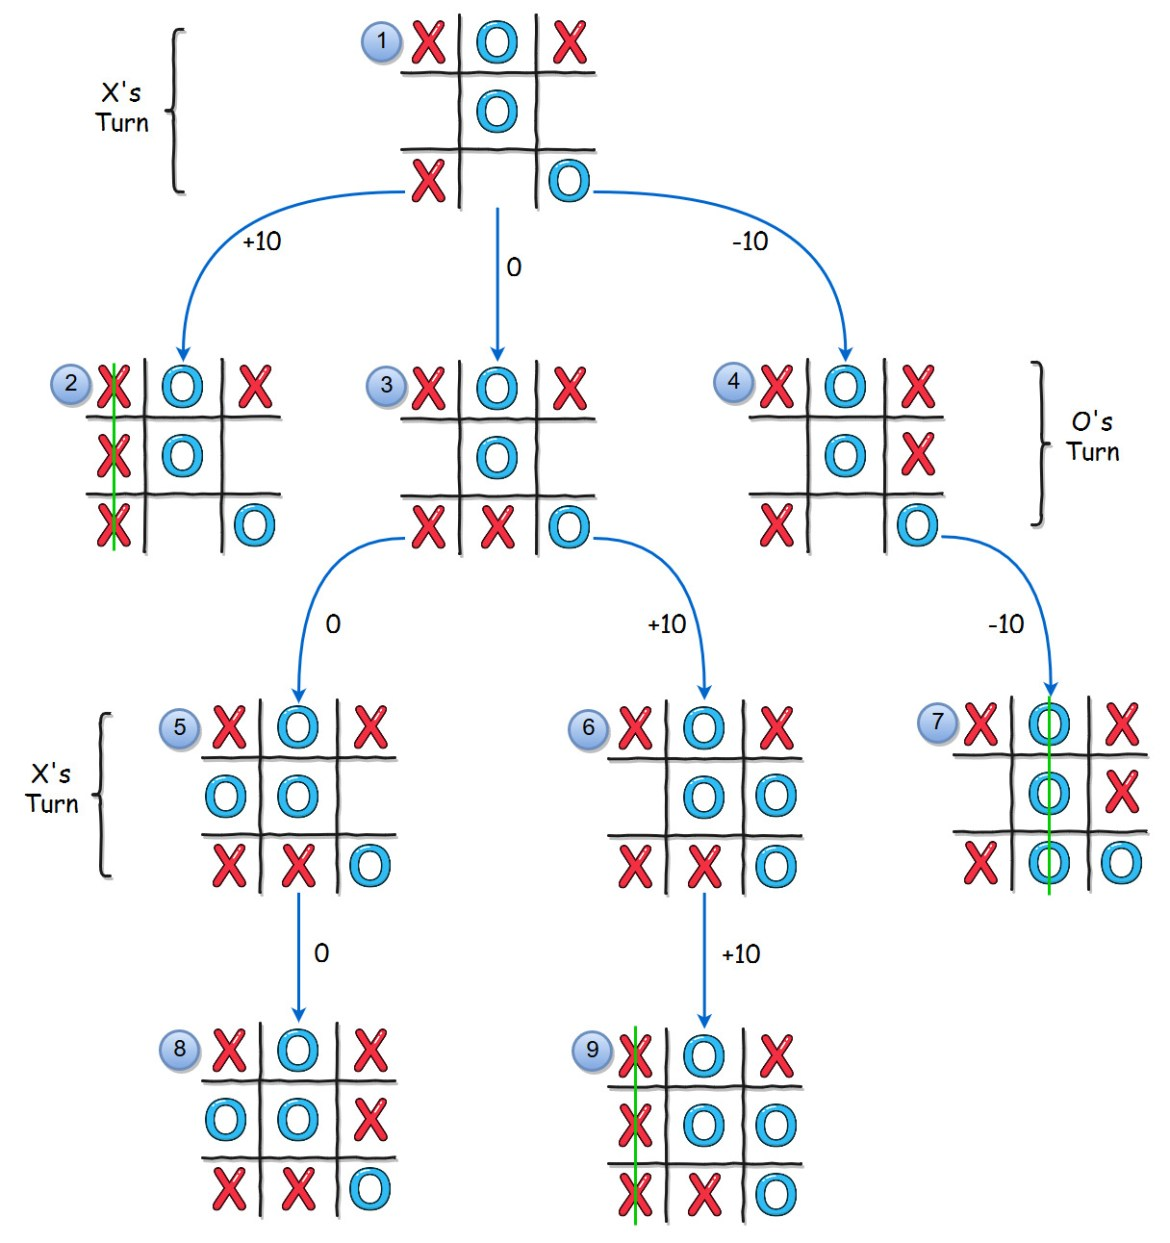 1
X O X
O
X O
X's
Turn
+10
0
-10
2
X O X
X O
X O
3
X O X
O
X X O
4
X O X
O X
X O
O's
Turn
0
+10
-10
X's
Turn
5
X O X
O O
X X O
6
X O X
O O
X X O
7
X O X
O X
X O O
0
+10
8
X O X
O O X
X X O
9
X O X
X O O
X X O